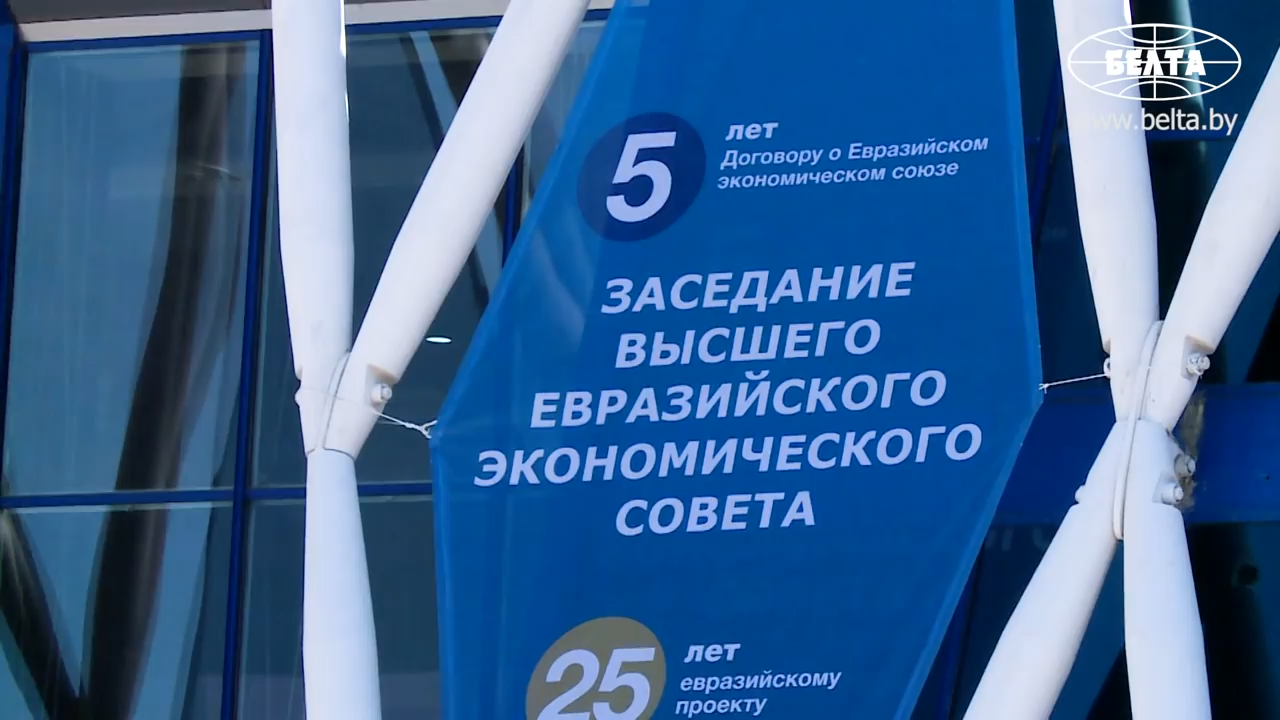 БЕЛТА
www.belta.by
5
лет
Договору о Евразийском
экономическом союзе
ЗАСЕДАНИЕ
ВЫСШЕГО
ЕВРАЗИЙСКОГО
ЭКОНОМИЧЕСКОГО
СОВЕТА
25
лет
евразийскому
проекту